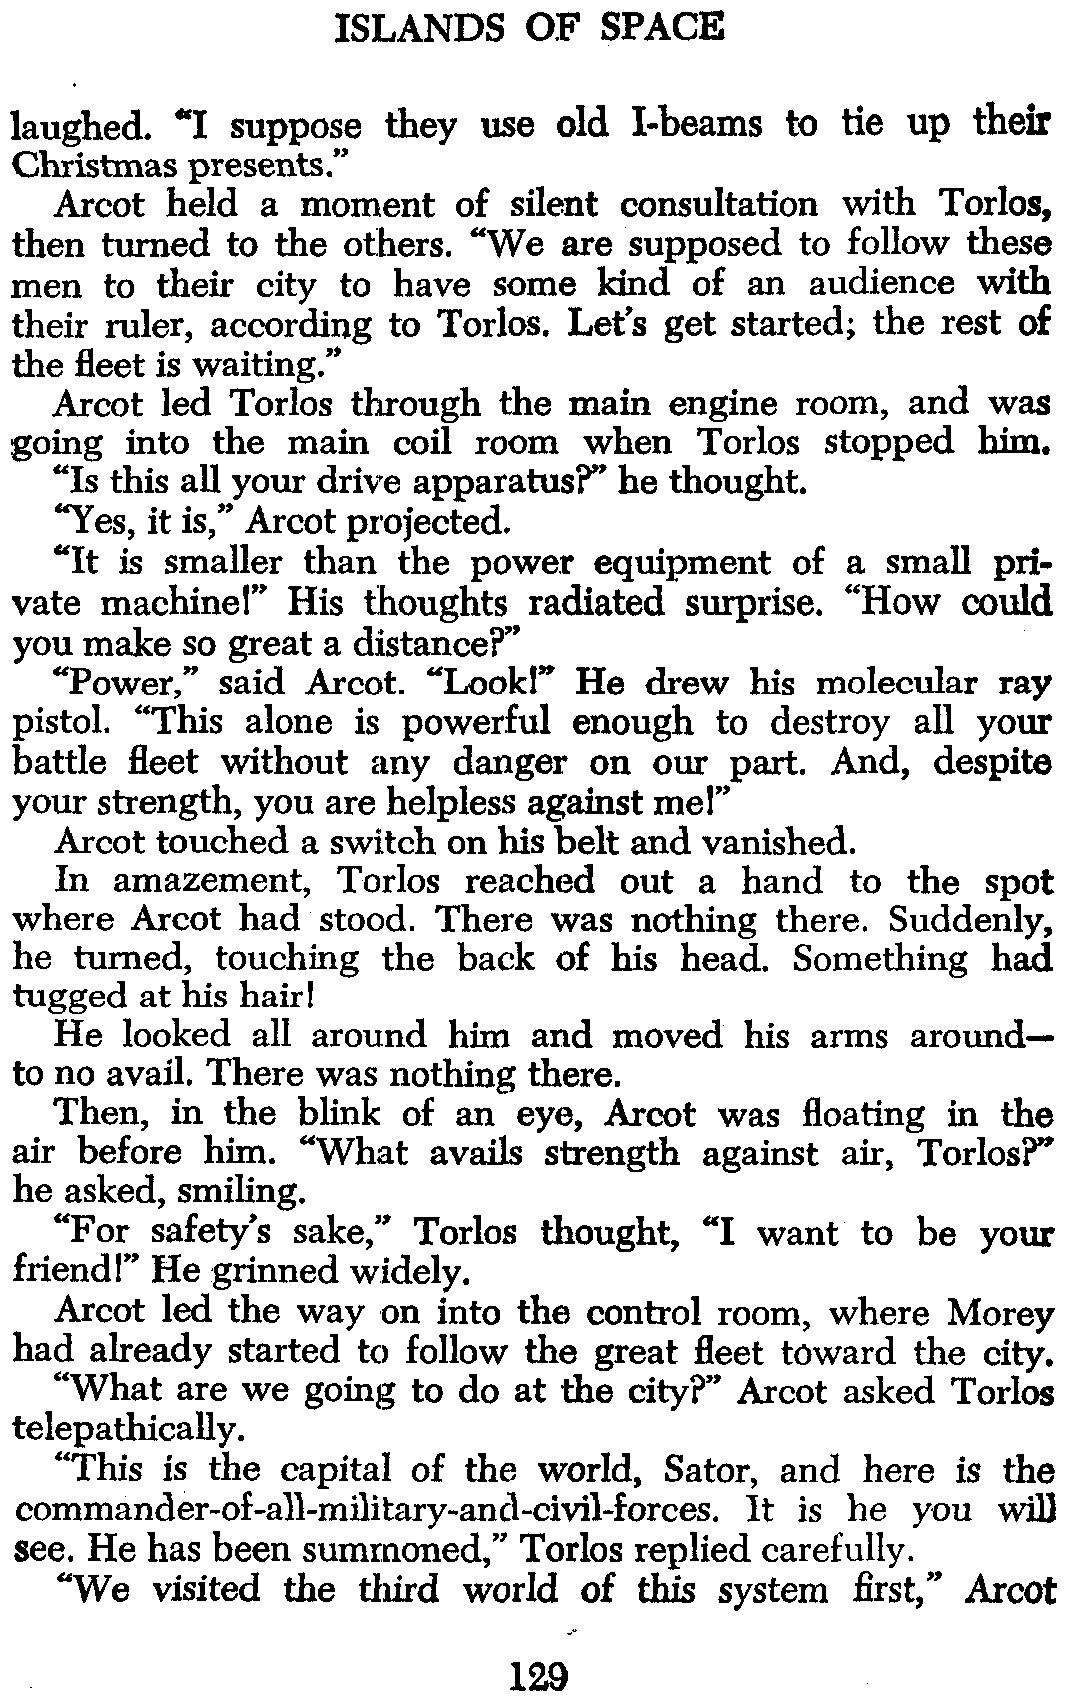 ISLANDS OF SPACE
laughed. “I suppose they use old I-beams to tie up their
Christmas presents.”
Arcot held a moment of silent consultation with Torlos,
then turned to the others. “We are supposed to follow these
men to their city to have some kind of an audience with
their ruler, according to Torlos. Let’s get started; the rest of
the fleet is waiting.”
Arcot led Torlos through the main engine room, and was
going into the main coil room when Torlos stopped him.
“Is this all your drive apparatus?” he thought.
“Yes, it is,” Arcot projected.
“It is smaller than the power equipment of a small pri-
vate machine!” His thoughts radiated surprise. “How could
you make so great a distance?”
“Power,” said Arcot. “Look!” He drew his molecular ray
pistol. “This alone is powerful enough to destroy all your
battle fleet without any danger on our part. And, despite
your strength, you are helpless against me!”
Arcot touched a switch on his belt and vanished.
In amazement, Torlos reached out a hand to the spot
where Arcot had stood. There was nothing there. Suddenly,
he turned, touching the back of his head. Something had
tugged at his hair!
He looked all around him and moved his arms around—
to no avail. There was nothing there.
Then, in the blink of an eye, Arcot was floating in the
air before him. “What avails strength against air, Torlos?”
he asked, smiling.
“For safety’s sake,” Torlos thought, “I want to be your
friend!” He grinned widely.
Arcot led the way on into the control room, where Morey
had already started to follow the great fleet toward the city.
“What are we going to do at the city?” Arcot asked Torlos
telepathically.
“This is the capital of the world, Sator, and here is the
commander-of-all-military-and-civil-forces. It is he you will
see. He has been summoned,” Torlos replied carefully.
“We visited the third world of this system first,” Arcot
129